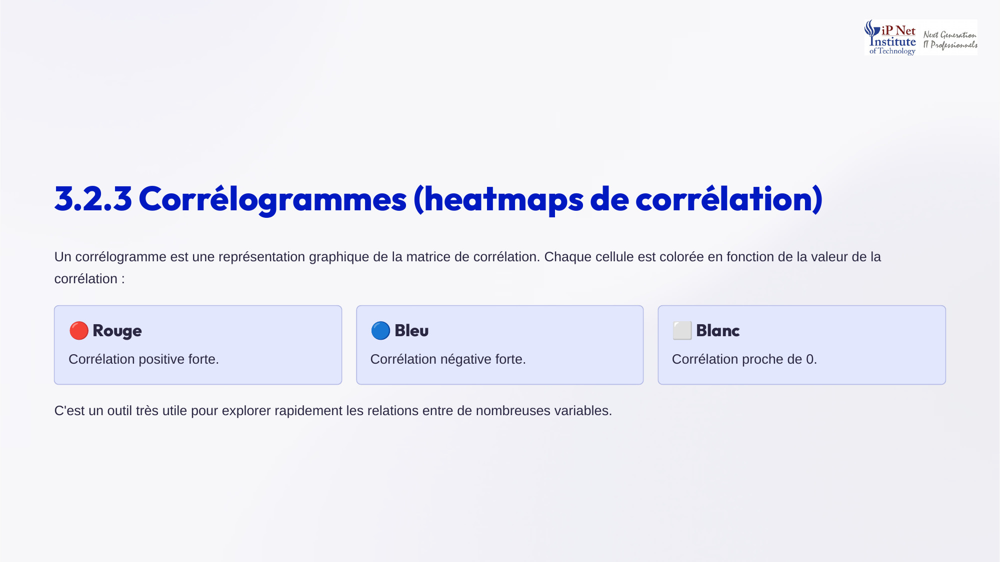 iP Net
Institute
of Technology
Next Generation
IT Professionnels
3.2.3 Corrélogrammes (heatmaps de corrélation)
Un corrélogramme est une représentation graphique de la matrice de corrélation. Chaque cellule est colorée en fonction de la valeur de la
corrélation :
🔴 Rouge
Corrélation positive forte.
🔵 Bleu
Corrélation négative forte.
⬜ Blanc
Corrélation proche de 0.
C'est un outil très utile pour explorer rapidement les relations entre de nombreuses variables.